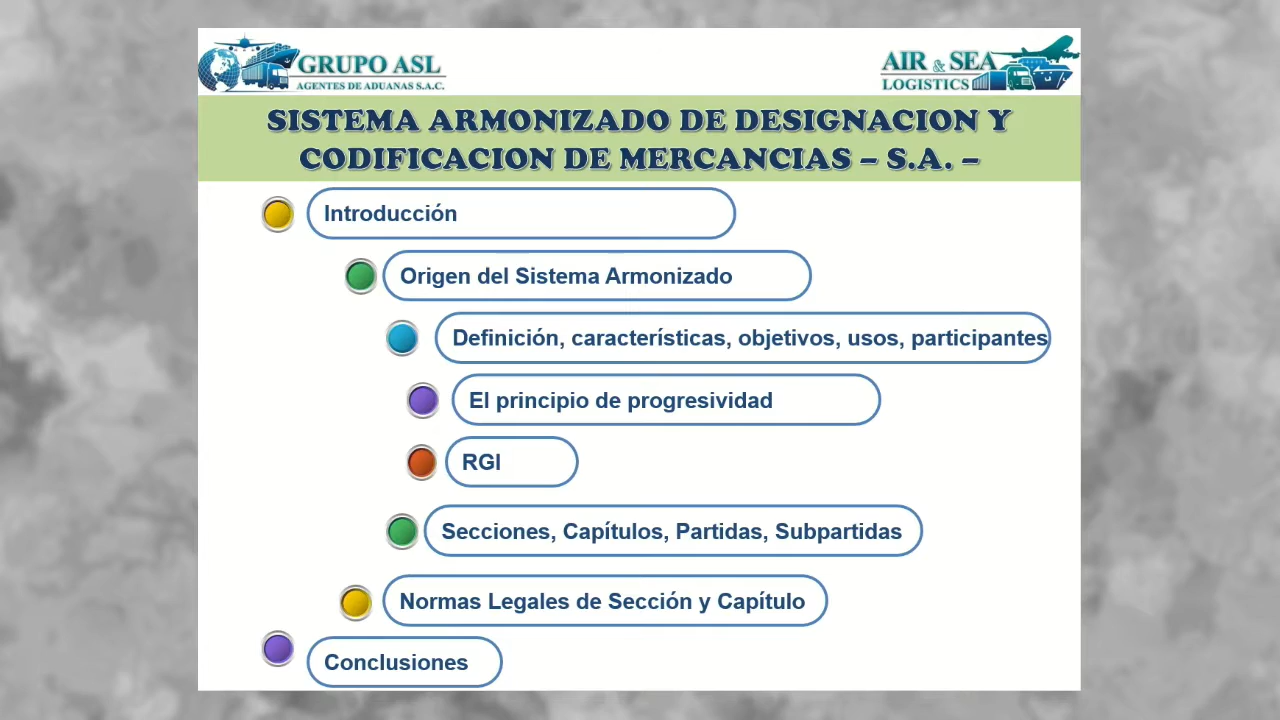 GRUPO ASL
AGENTES DE ADUANAS S.A.C.
AIR & SEA
LOGISTICS
SISTEMA ARMONIZADO DE DESIGNACION Y
CODIFICACION DE MERCANCIAS – S.A. –
Introducción
Origen del Sistema Armonizado
Definición, características, objetivos, usos, participantes
El principio de progresividad
RGI
Secciones, Capítulos, Partidas, Subpartidas
Normas Legales de Sección y Capítulo
Conclusiones